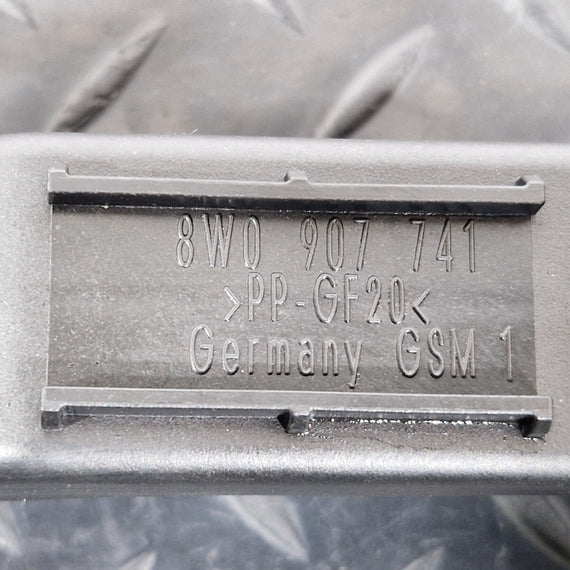 8W0 907 741
>PP-GF20<
Germany GSM 1